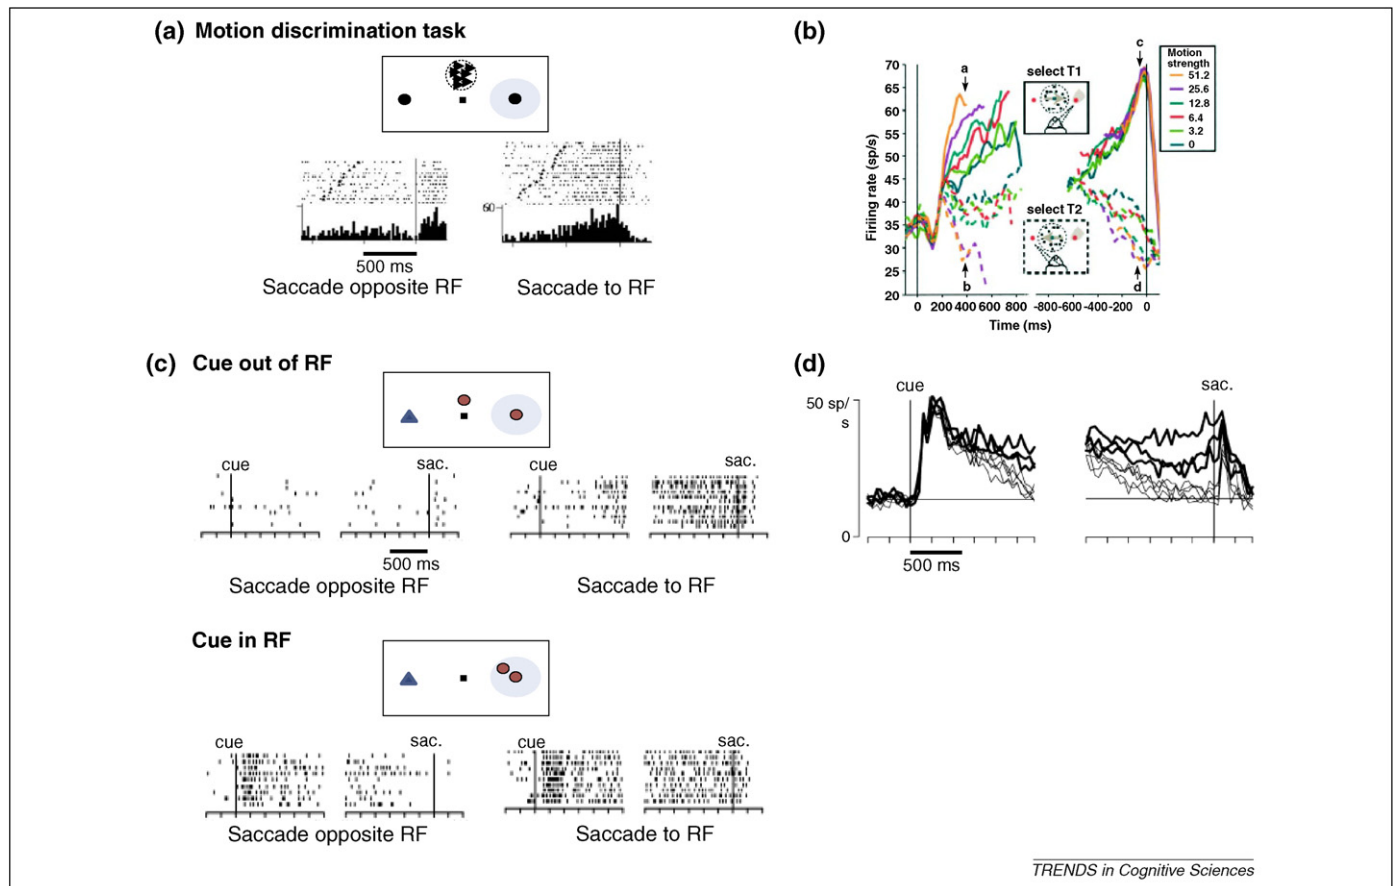 (a) Motion discrimination task
60
500 ms
Saccade opposite RF
Saccade to RF
(b)
c
a
select T1
Motion
strength
51.2
25.6
12.8
6.4
3.2
0
70
65
60
55
50
45
40
35
30
25
20
Firiing rate (sp/s)
select T2
b
d
0 200 400 600 800
-800-600-400-200 0
Time (ms)
(c) Cue out of RF
cue
sac.
cue
sac.
500 ms
Saccade opposite RF
Saccade to RF
Cue in RF
cue
sac.
cue
sac.
Saccade opposite RF
Saccade to RF
(d)
cue
sac.
50 sp/
s
0
500 ms
TRENDS in Cognitive Sciences